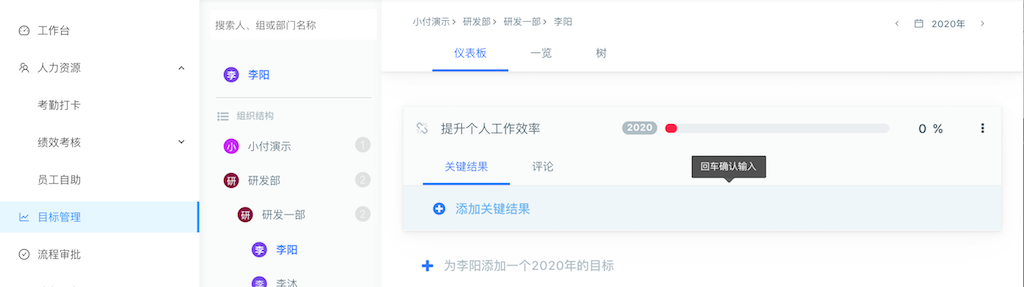 工作台
人力资源
考勤打卡
绩效考核
员工自助
目标管理
流程审批
搜索人、组或部门名称
李 李阳
组织结构
小 小付演示 1
研 研发部 2
研 研发一部 2
李 李阳
李 李沐
小付演示 研发部 研发一部 李阳
2020年
仪表板 一览 树
提升个人工作效率 2020 0 %
关键结果 评论
回车确认输入
添加关键结果
为李阳添加一个2020年的目标